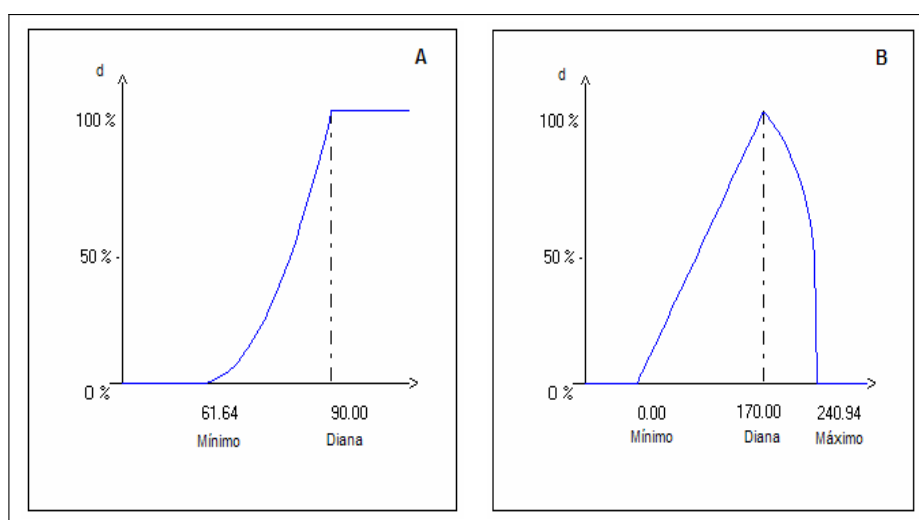 A
d
100 %
50 %
0 %
61.64
90.00
Mínimo
Diana
B
d
100 %
50 %
0 %
0.00
170.00
240.94
Mínimo
Diana
Máximo